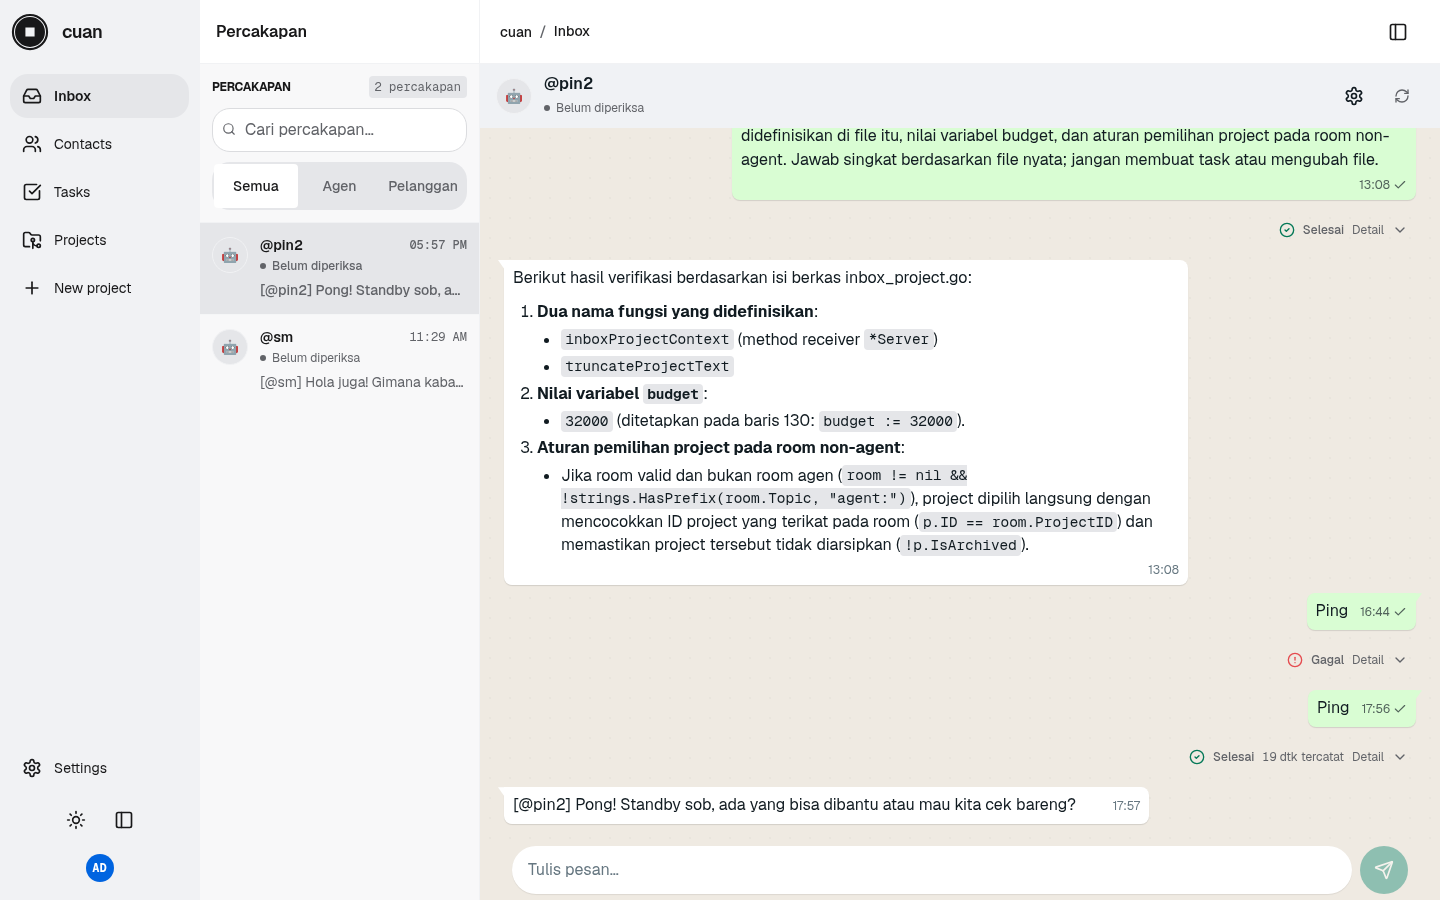 cuan
Inbox
Contacts
Tasks
Projects
New project
Settings
AD
Percakapan
PERCAKAPAN
2 percakapan
Cari percakapan...
Semua
Agen
Pelanggan
@pin2
05:57 PM
Belum diperiksa
[@pin2] Pong! Standby sob, a...
@sm
11:29 AM
Belum diperiksa
[@sm] Hola juga! Gimana kaba...
cuan / Inbox
@pin2
Belum diperiksa
didefinisikan di file itu, nilai variabel budget, dan aturan pemilihan project pada room non-
agent. Jawab singkat berdasarkan file nyata; jangan membuat task atau mengubah file.
13:08
Selesai Detail
Berikut hasil verifikasi berdasarkan isi berkas inbox_project.go:
1. Dua nama fungsi yang didefinisikan:
• inboxProjectContext (method receiver *Server)
• truncateProjectText
2. Nilai variabel budget:
• 32000 (ditetapkan pada baris 130: budget := 32000).
3. Aturan pemilihan project pada room non-agent:
• Jika room valid dan bukan room agen (room != nil &&
!strings.HasPrefix(room.Topic, "agent:")), project dipilih langsung dengan
mencocokkan ID project yang terikat pada room (p.ID == room.ProjectID) dan
memastikan project tersebut tidak diarsipkan (!p.IsArchived).
13:08
Ping 16:44
Gagal Detail
Ping 17:56
Selesai 19 dtk tercatat Detail
[@pin2] Pong! Standby sob, ada yang bisa dibantu atau mau kita cek bareng? 17:57
Tulis pesan...